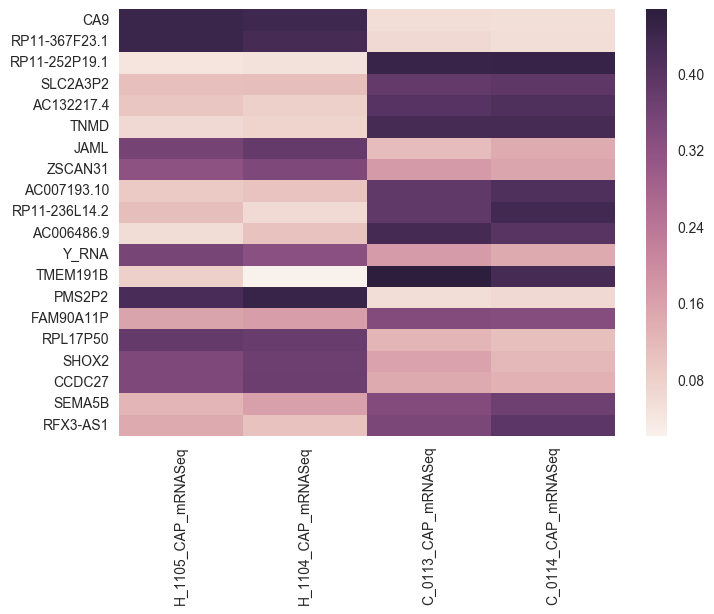 CA9
RP11-367F23.1
RP11-252P19.1
SLC2A3P2
AC132217.4
TNMD
JAML
ZSCAN31
AC007193.10
RP11-236L14.2
AC006486.9
Y_RNA
TMEM191B
PMS2P2
FAM90A11P
RPL17P50
SHOX2
CCDC27
SEMA5B
RFX3-AS1
H_1105_CAP_mRNASeq
H_1104_CAP_mRNASeq
C_0113_CAP_mRNASeq
C_0114_CAP_mRNASeq
0.40
0.32
0.24
0.16
0.08